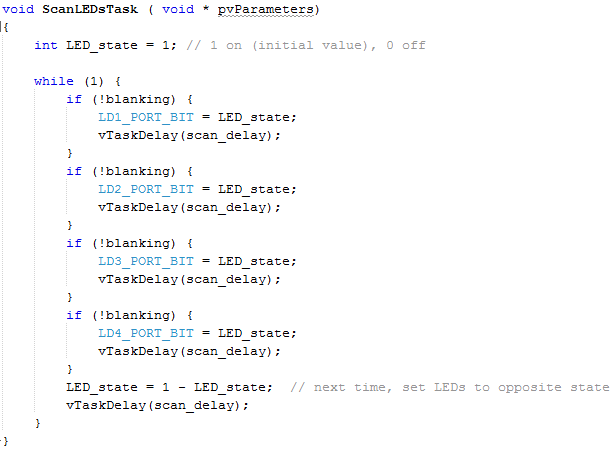 void ScanLEDsTask ( void * pvParameters)
{
    int LED_state = 1; // 1 on (initial value), 0 off

    while (1) {
        if (!blanking) {
            LD1_PORT_BIT = LED_state;
            vTaskDelay(scan_delay);
        }
        if (!blanking) {
            LD2_PORT_BIT = LED_state;
            vTaskDelay(scan_delay);
        }
        if (!blanking) {
            LD3_PORT_BIT = LED_state;
            vTaskDelay(scan_delay);
        }
        if (!blanking) {
            LD4_PORT_BIT = LED_state;
            vTaskDelay(scan_delay);
        }
        LED_state = 1 - LED_state;  // next time, set LEDs to opposite state
        vTaskDelay(scan_delay);
    }
}